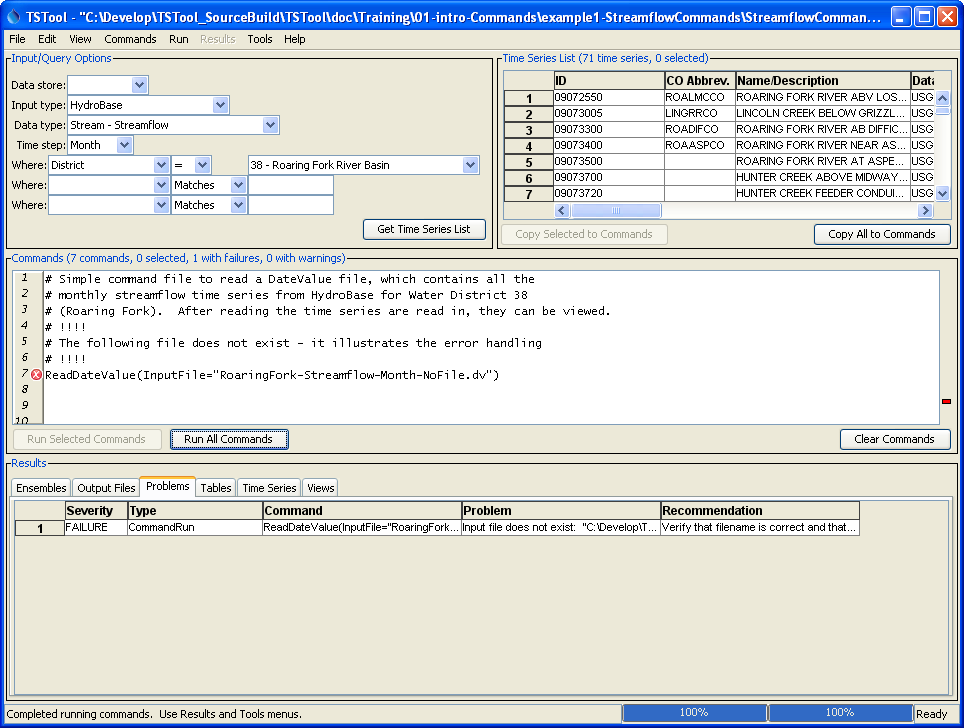 TSTool - "C:\Develop\TSTool_SourceBuild\TSTool\doc\Training\01-intro-Commands\example1-StreamflowCommands\StreamflowComman...
File Edit View Commands Run Results Tools Help
Input/Query Options
Data store:
Input type: HydroBase
Data type: Stream - Streamflow
Time step: Month
Where: District = 38 - Roaring Fork River Basin
Where: Matches
Where: Matches
Get Time Series List
Time Series List (71 time series, 0 selected)
ID CO Abbrev. Name/Description Data
1 09072550 ROALMCCO ROARING FORK RIVER ABV LOS... USG
2 09073005 LINGRRCO LINCOLN CREEK BELOW GRIZZL... USG
3 09073300 ROADIFCO ROARING FORK RIVER AB DIFFIC... USG
4 09073400 ROAASPCO ROARING FORK RIVER NEAR AS... USG
5 09073500 ROARING FORK RIVER AT ASPE... USG
6 09073700 HUNTER CREEK ABOVE MIDWAY... USG
7 09073720 HUNTER CREEK FEEDER CONDUI... USG
Copy Selected to Commands Copy All to Commands
Commands (7 commands, 0 selected, 1 with failures, 0 with warnings)
1 # Simple command file to read a DateValue file, which contains all the
2 # monthly streamflow time series from HydroBase for Water District 38
3 # (Roaring Fork).  After reading the time series are read in, they can be viewed.
4 # !!!!
5 # The following file does not exist - it illustrates the error handling
6 # !!!!
7 ReadDateValue(InputFile="RoaringFork-Streamflow-Month-NoFile.dv")
8
9
10
Run Selected Commands Run All Commands Clear Commands
Results
Ensembles Output Files Problems Tables Time Series Views
Severity Type Command Problem Recommendation
1 FAILURE CommandRun ReadDateValue(InputFile="RoaringFork... Input file does not exist: "C:\Develop\T... Verify that filename is correct and that...
Completed running commands.  Use Results and Tools menus. 100% 100% Ready